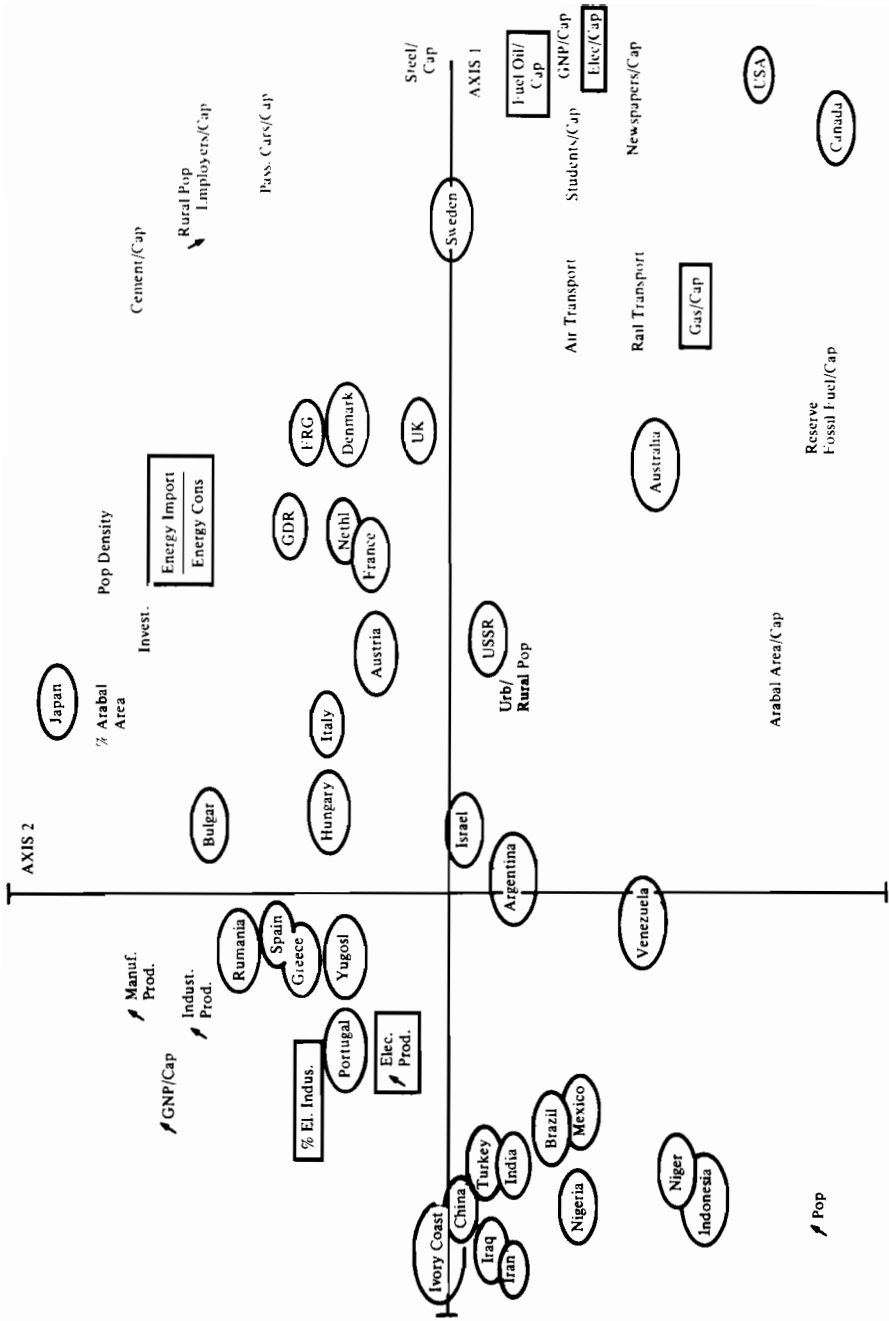 AXIS 2
Japan
% Arabal
Area
Pop Density
Cement/Cap
Manuf.
Prod.
Invest.
GNP/Cap
Indust.
Prod.
Energy Import
Energy Cons
Rural Pop
Employers/Cap
Bulgar
Rumania
Pass. Cars/Cap
Spain
Greece
GDR
FRG
% El. Indus.
Portugal
Yugosl
Hungary
Italy
Nethl
Denmark
France
Austria
Elec.
Prod.
UK
Steel/
Cap
Ivory Coast
Sweden
AXIS 1
China
Israel
Turkey
Iraq
USSR
Iran
India
Argentina
Urb/
Rural Pop
Fuel Oil/
Cap
Brazil
Mexico
Nigeria
Air Transport
Students/Cap
GNP/Cap
Elec/Cap
Venezuela
Australia
Rail Transport
Newspapers/Cap
Niger
Indonesia
Gas/Cap
USA
Arabal Area/Cap
Pop
Reserve
Fossil Fuel/Cap
Canada